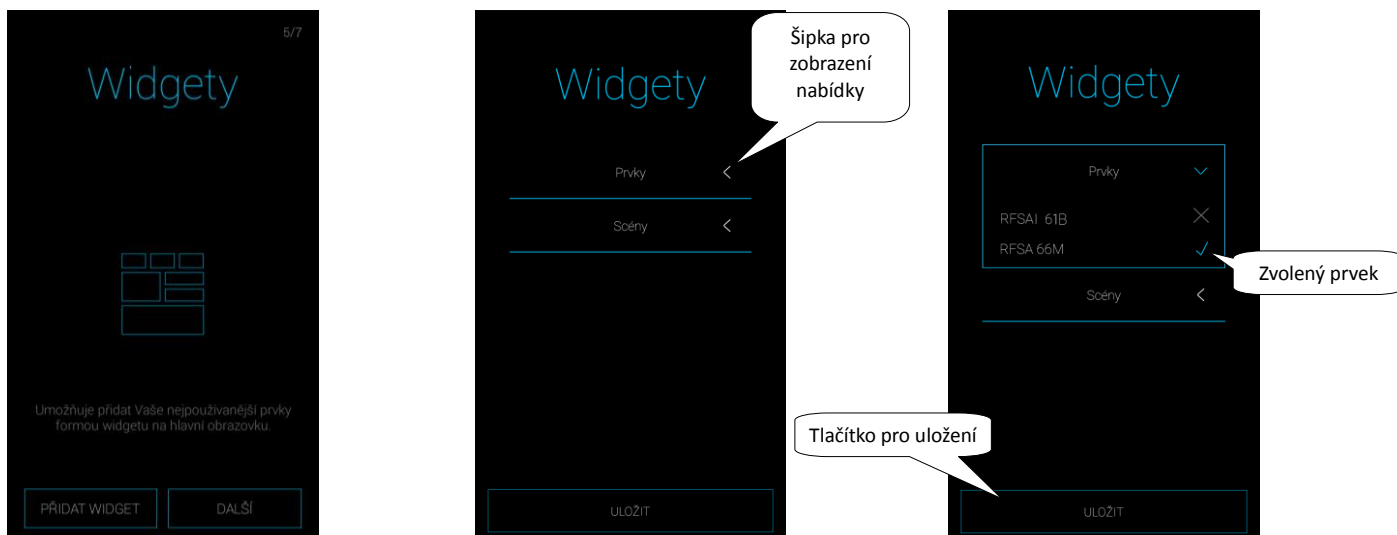 5/7
Widgety
Umožňuje přidat Vaše nejpoužívanější prvky
formou widgetu na hlavní obrazovku.
PŘIDAT WIDGET
DALŠÍ
Widgety
Šipka pro
zobrazení
nabídky
Prvky
Scény
ULOŽIT
Widgety
Prvky
RFSAI 61B
RFSA 66M
Zvolený prvek
Scény
Tlačítko pro uložení
ULOŽIT